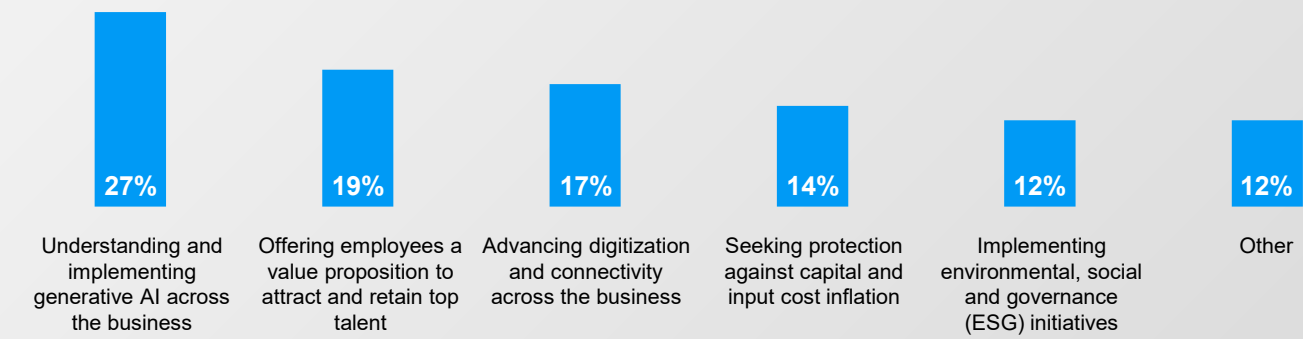 27%
19%
17%
14%
12%
12%
Understanding and
implementing
generative AI across
the business
Offering employees a
value proposition to
attract and retain top
talent
Advancing digitization
and connectivity
across the business
Seeking protection
against capital and
input cost inflation
Implementing
environmental, social
and governance
(ESG) initiatives
Other